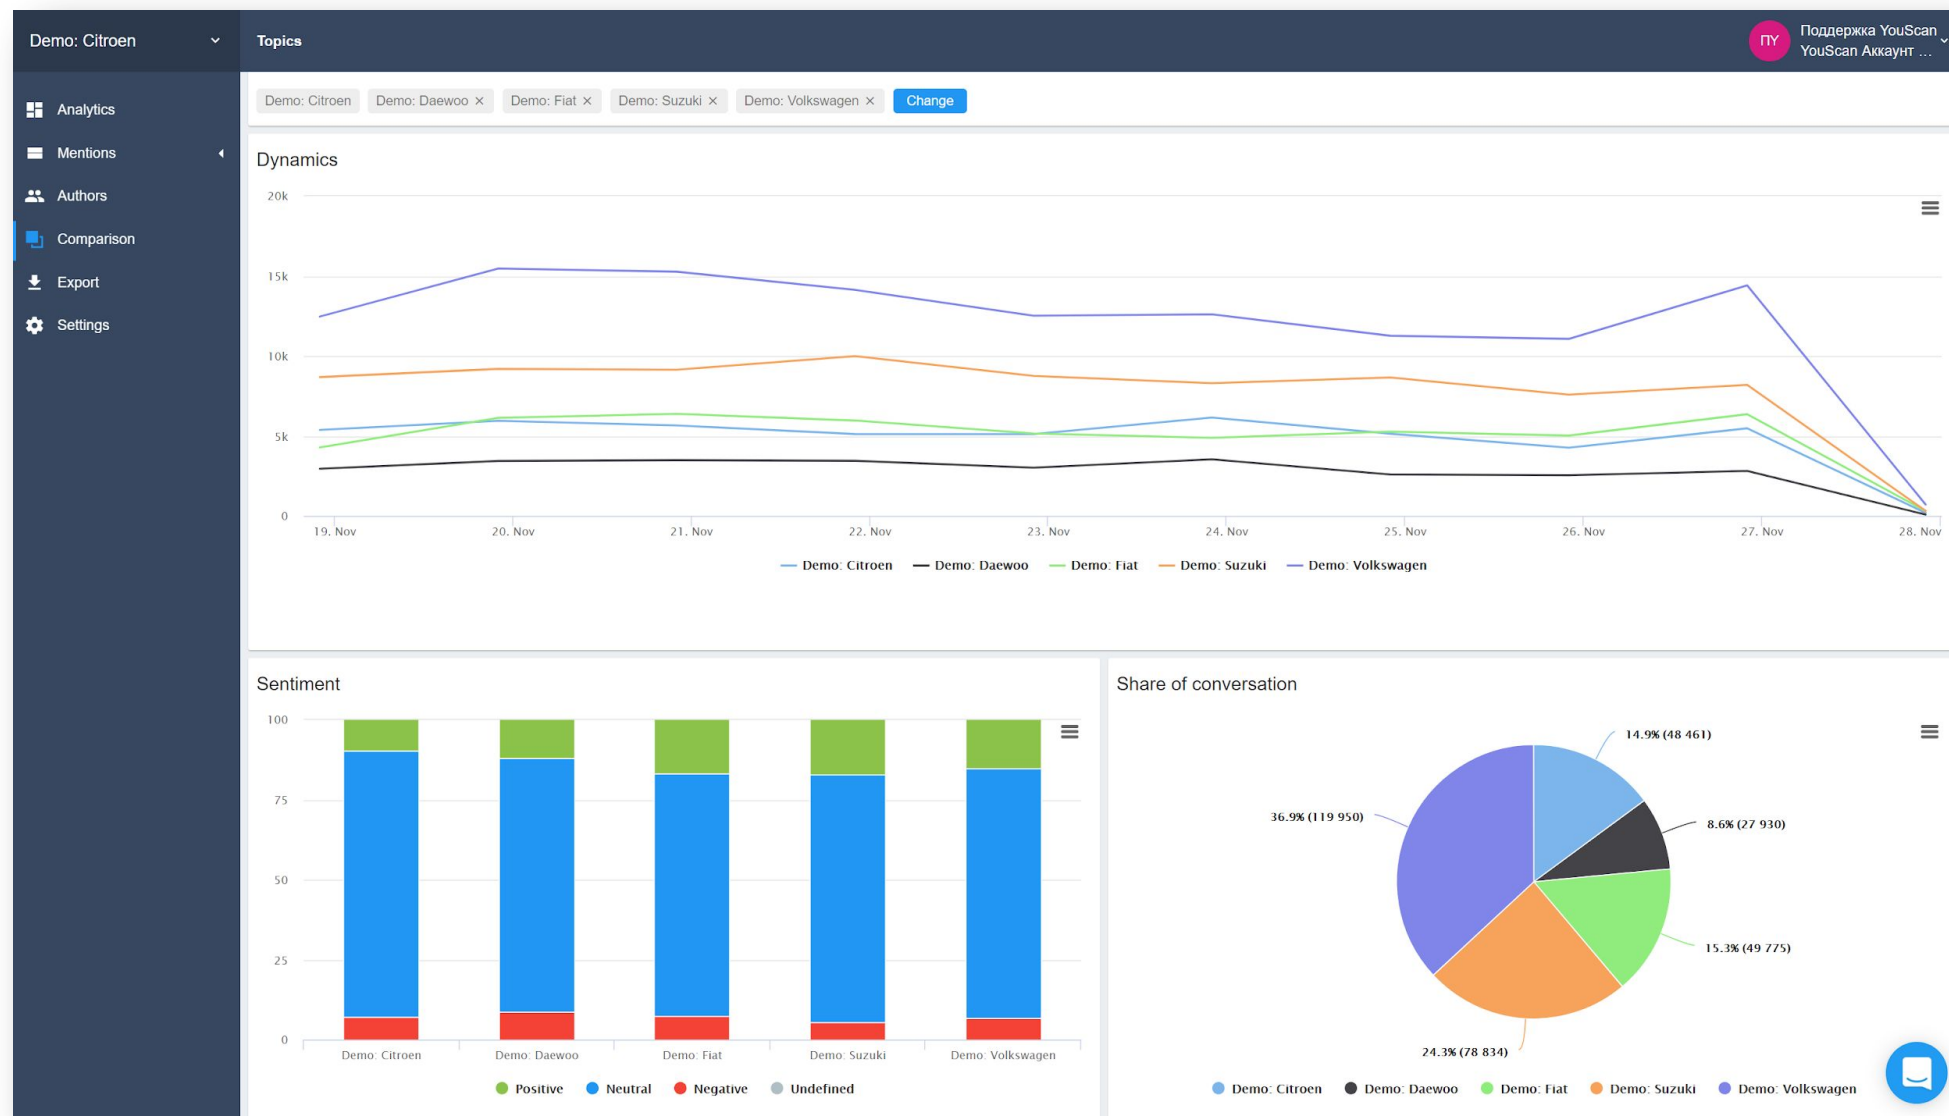 Demo: Citroen
Topics
ПY
Поддержка YouScan
YouScan Аккаунт ...
Analytics
Mentions
Authors
Comparison
Export
Settings
Demo: Citroen Demo: Daewoo × Demo: Fiat × Demo: Suzuki × Demo: Volkswagen × Change
Dynamics
20k
15k
10k
5k
0
19. Nov 20. Nov 21. Nov 22. Nov 23. Nov 24. Nov 25. Nov 26. Nov 27. Nov 28. Nov
Demo: Citroen Demo: Daewoo Demo: Fiat Demo: Suzuki Demo: Volkswagen
Sentiment
100
75
50
25
0
Demo: Citroen Demo: Daewoo Demo: Fiat Demo: Suzuki Demo: Volkswagen
Positive Neutral Negative Undefined
Share of conversation
14.9% (48 461)
36.9% (119 950)
8.6% (27 930)
15.3% (49 775)
24.3% (78 834)
Demo: Citroen Demo: Daewoo Demo: Fiat Demo: Suzuki Demo: Volkswagen